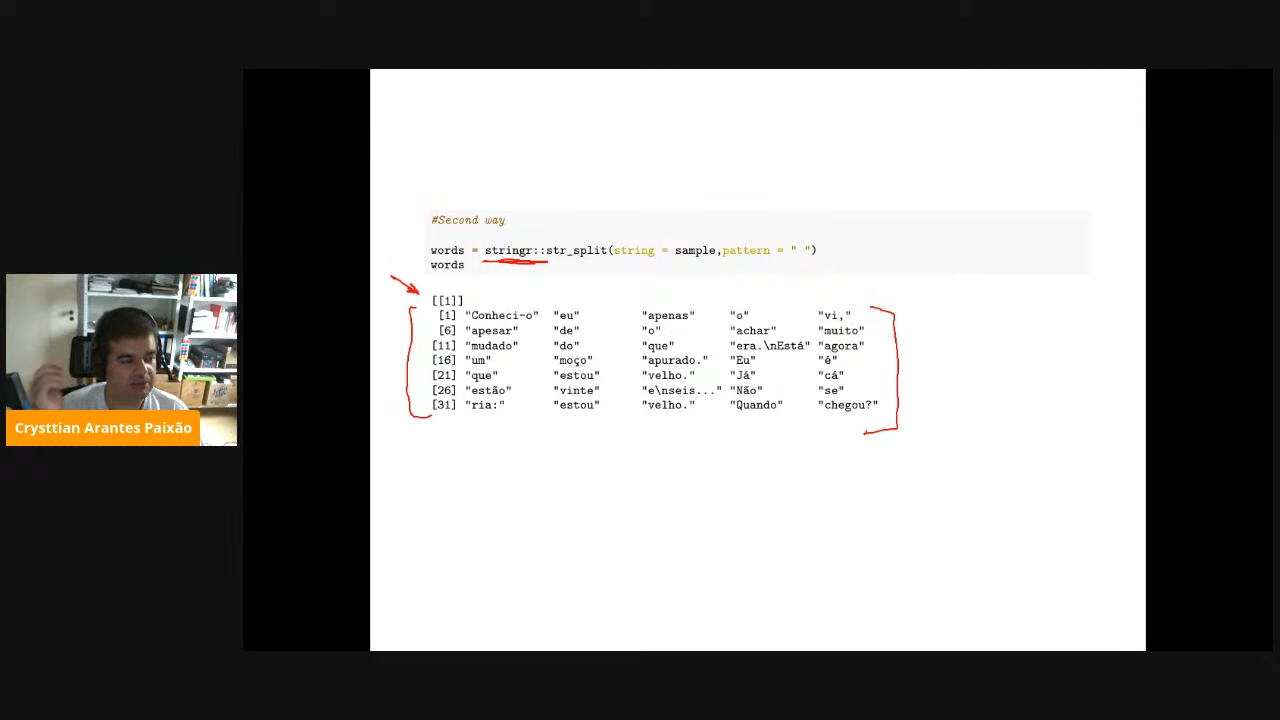 #Second way
words = stringr::str_split(string = sample,pattern = " ")
words
[[1]]
[1] "Conheci-o" "eu" "apenas" "o" "vi,"
[6] "apesar" "de" "o" "achar" "muito"
[11] "mudado" "do" "que" "era.\nEstá" "agora"
[16] "um" "moço" "apurado." "Eu" "é"
[21] "que" "estou" "velho." "Já" "cá"
[26] "estão" "vinte" "e\nseis..." "Não" "se"
[31] "ria:" "estou" "velho." "Quando" "chegou?"
Crysttian Arantes Paixão